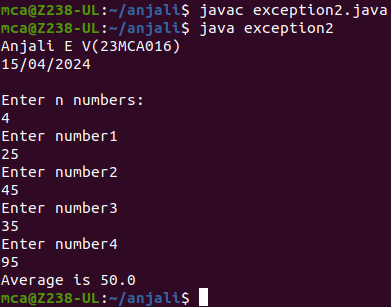 mca@Z238-UL:~/anjali$ javac exception2.java
mca@Z238-UL:~/anjali$ java exception2
Anjali E V(23MCA016)
15/04/2024
Enter n numbers:
4
Enter number1
25
Enter number2
45
Enter number3
35
Enter number4
95
Average is 50.0
mca@Z238-UL:~/anjali$